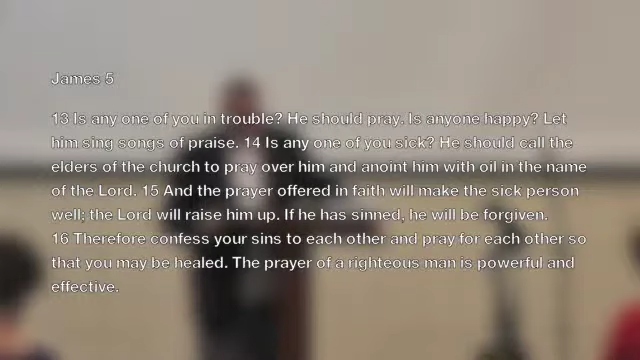 James 5
13 Is any one of you in trouble? He should pray. Is anyone happy? Let
him sing songs of praise. 14 Is any one of you sick? He should call the
elders of the church to pray over him and anoint him with oil in the name
of the Lord. 15 And the prayer offered in faith will make the sick person
well; the Lord will raise him up. If he has sinned, he will be forgiven.
16 Therefore confess your sins to each other and pray for each other so
that you may be healed. The prayer of a righteous man is powerful and
effective.